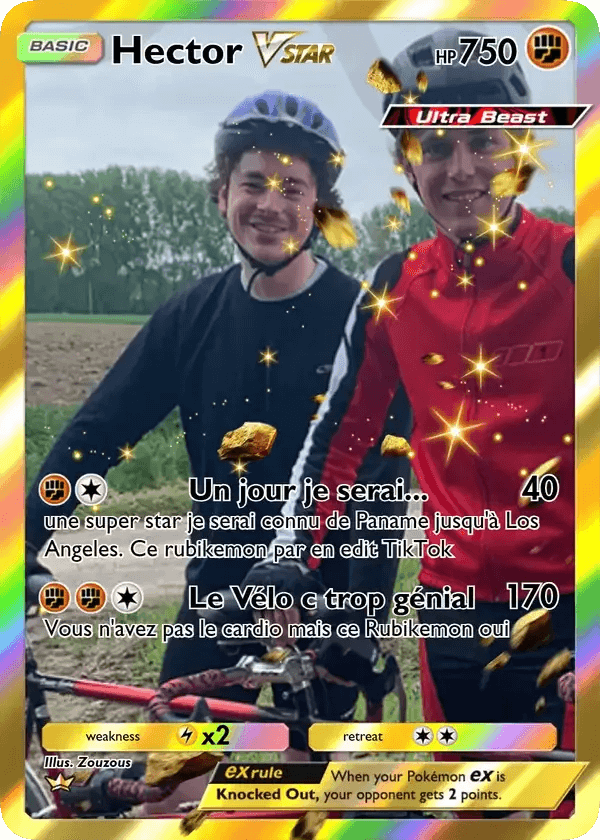 BASIC Hector VSTAR HP 750
Ultra Beast
Un jour je serai... 40
une super star je serai connu de Paname jusqu'à Los
Angeles. Ce rubikemon par en edit TikTok
Le Vélo c trop génial 170
Vous n'avez pas le cardio mais ce Rubikemon oui
weakness x2 retreat
Illus. Zouzous
ex rule When your Pokémon ex is
Knocked Out, your opponent gets 2 points.